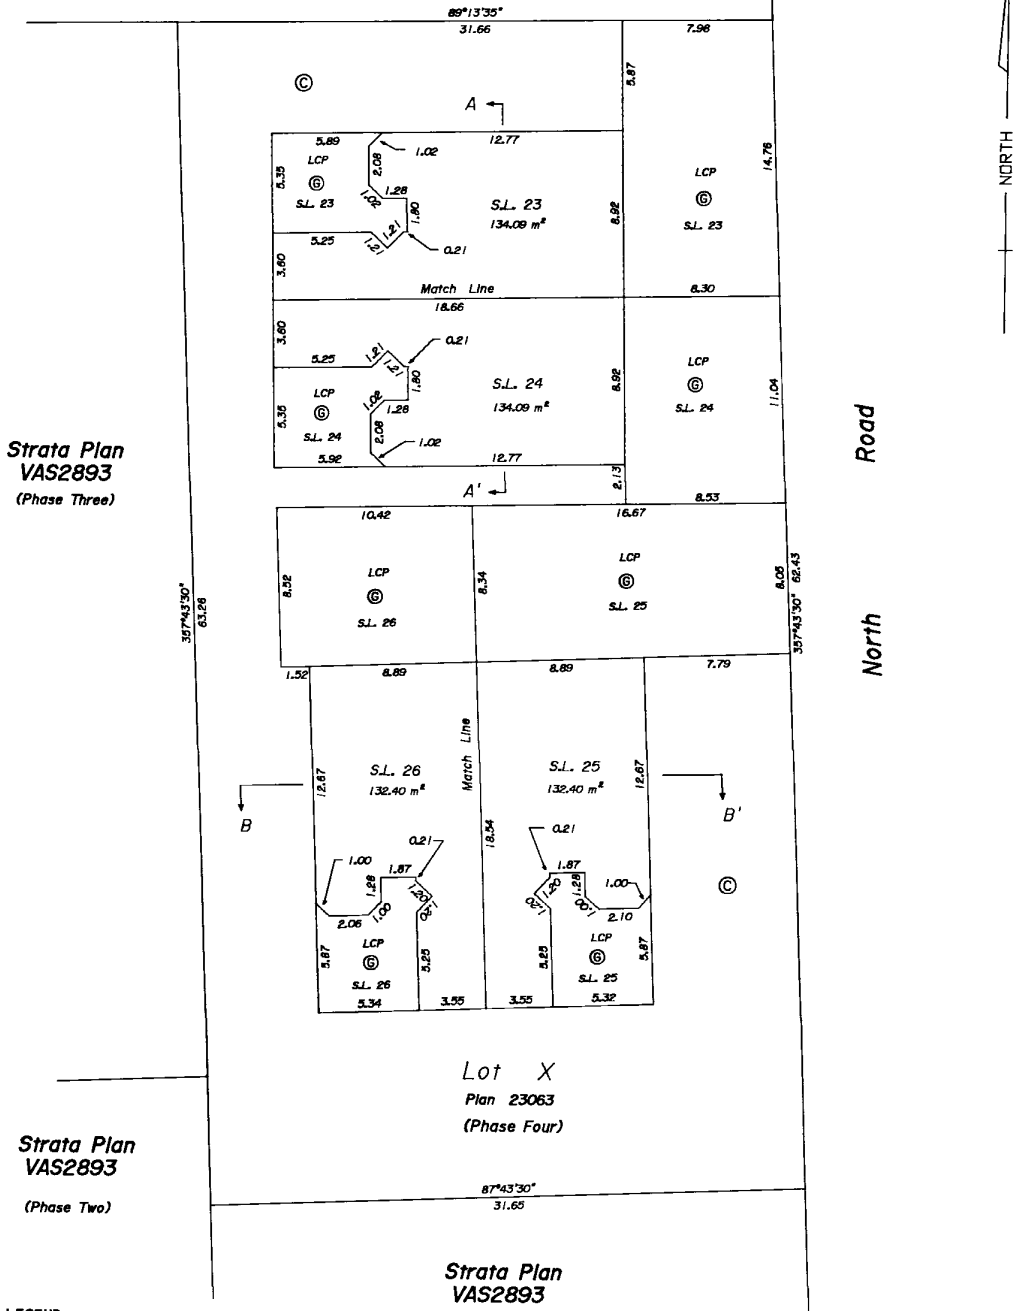 89°13'35"
31.66
7.98
5.87
C
A
NORTH
5.89
12.77
1.02
LCP
G
S.L. 23
5.35
2.08
1.02
1.28
1.80
S.L. 23
134.09 m²
8.92
LCP
G
S.L. 23
14.76
5.25
1.21
1.21
0.21
3.60
Match Line
18.66
8.30
3.60
5.25
1.21
1.21
0.21
1.80
S.L. 24
134.09 m²
8.92
LCP
G
S.L. 24
11.04
LCP
G
S.L. 24
5.35
1.02
1.28
2.08
1.02
5.92
12.77
A'
2.13
8.53
Road
Strata Plan
VAS2893
(Phase Three)
10.42
16.67
8.52
LCP
G
S.L. 26
8.34
LCP
G
S.L. 25
8.05
357°43'30" 62.43
357°43'30"
63.26
North
1.52
8.89
8.89
7.79
Match Line
18.54
S.L. 26
132.40 m²
S.L. 25
132.40 m²
12.67
12.67
B
B'
0.21
0.21
1.00
1.87
1.28
1.20
1.20
1.00
2.06
1.87
1.28
1.20
1.20
1.00
1.00
2.10
C
LCP
G
S.L. 26
5.87
5.25
5.34
3.55
LCP
G
S.L. 25
5.25
5.87
3.55
5.32
Lot X
Plan 23063
(Phase Four)
Strata Plan
VAS2893
(Phase Two)
87°43'30"
31.65
Strata Plan
VAS2893